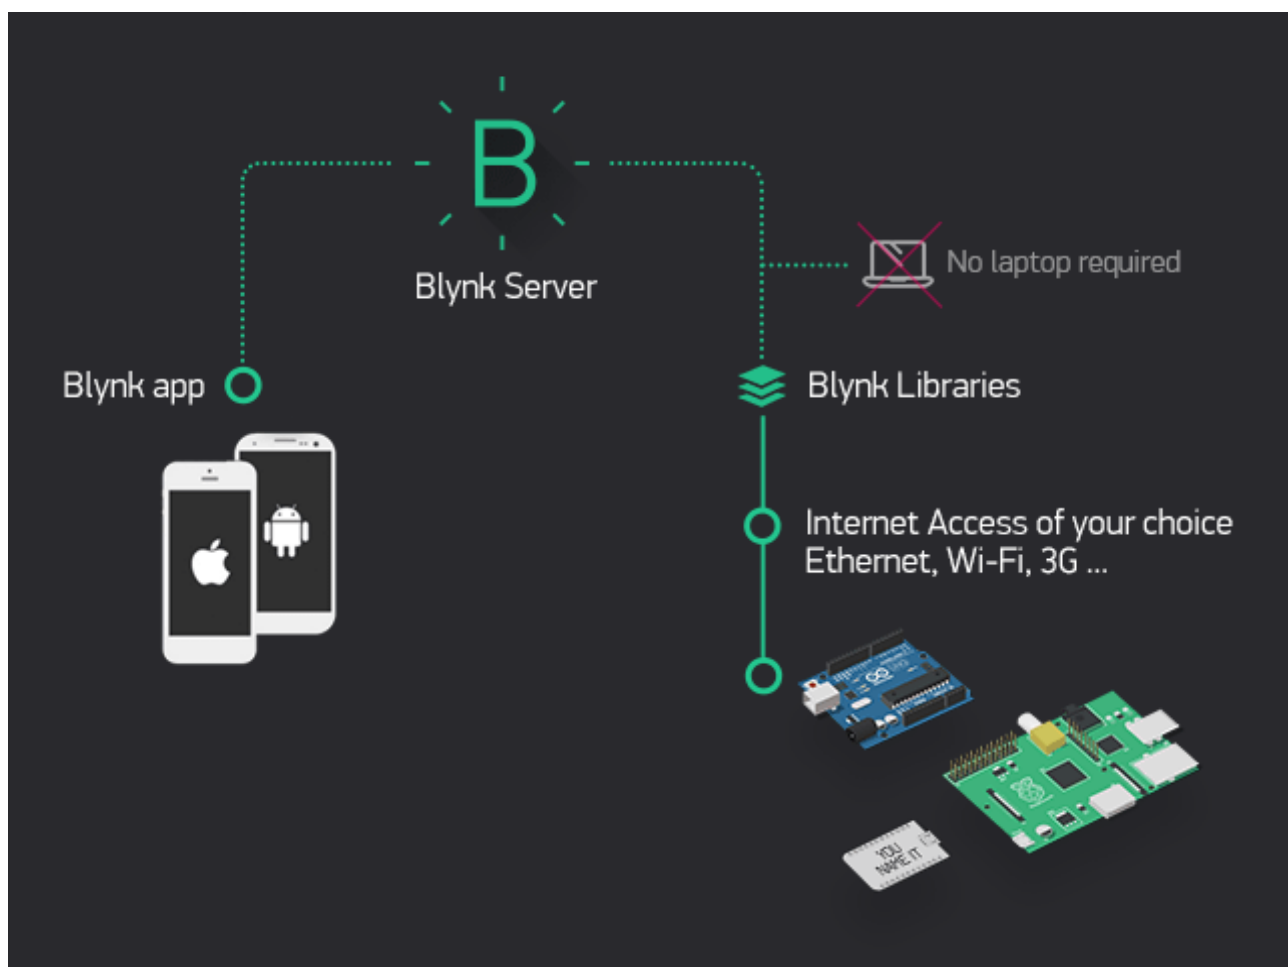 B
Blynk Server
No laptop required
Blynk app
Blynk Libraries
Internet Access of your choice
Ethernet, Wi-Fi, 3G ...
YOU
NAME IT